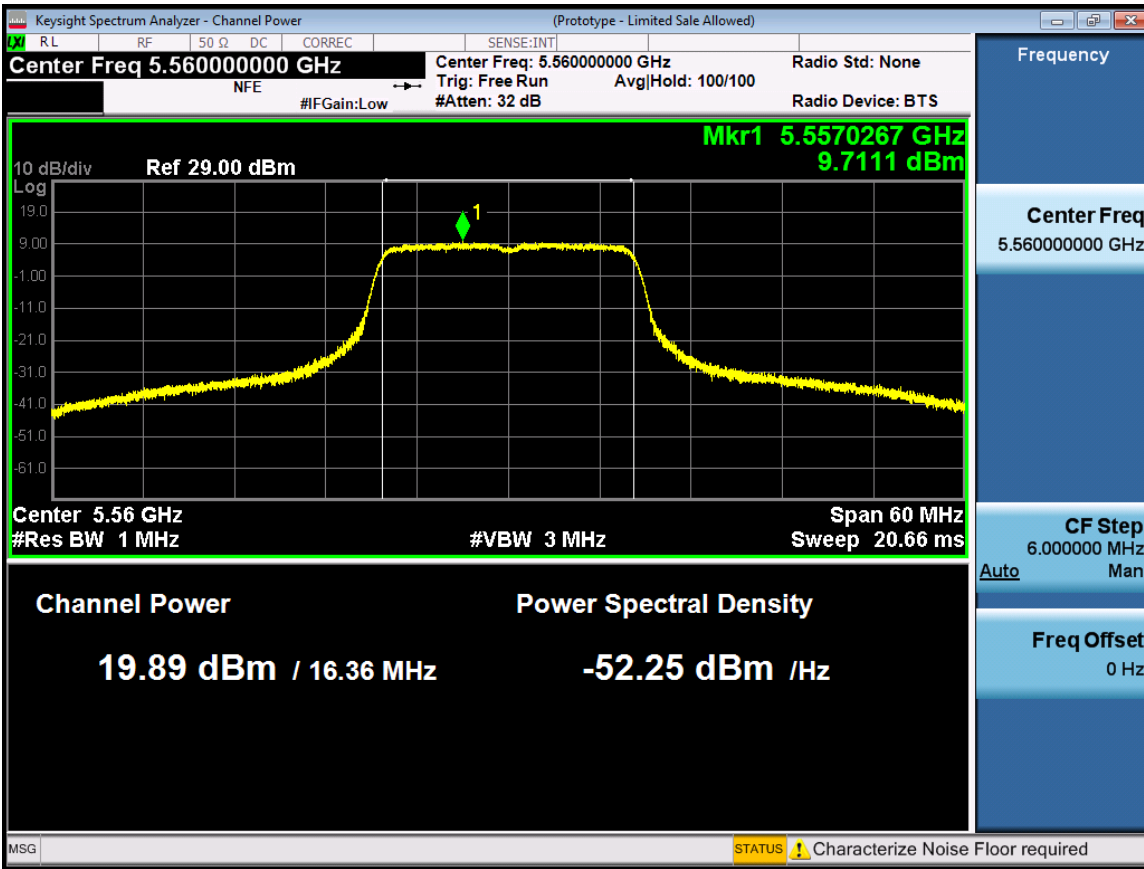 Keysight Spectrum Analyzer - Channel Power (Prototype - Limited Sale Allowed)
LXI RL RF 50 Ω DC CORREC SENSE:INT
Center Freq 5.560000000 GHz
NFE
#IFGain:Low
Center Freq: 5.560000000 GHz
Trig: Free Run Avg|Hold: 100/100
#Atten: 32 dB
Radio Std: None
Radio Device: BTS
Mkr1 5.5570267 GHz
9.7111 dBm
10 dB/div Ref 29.00 dBm
Log
19.0
9.00
-1.00
-11.0
-21.0
-31.0
-41.0
-51.0
-61.0
1
Center 5.56 GHz Span 60 MHz
#Res BW 1 MHz #VBW 3 MHz Sweep 20.66 ms
Channel Power
19.89 dBm / 16.36 MHz
Power Spectral Density
-52.25 dBm /Hz
Frequency
Center Freq
5.560000000 GHz
CF Step
6.000000 MHz
Auto Man
Freq Offset
0 Hz
MSG STATUS Characterize Noise Floor required